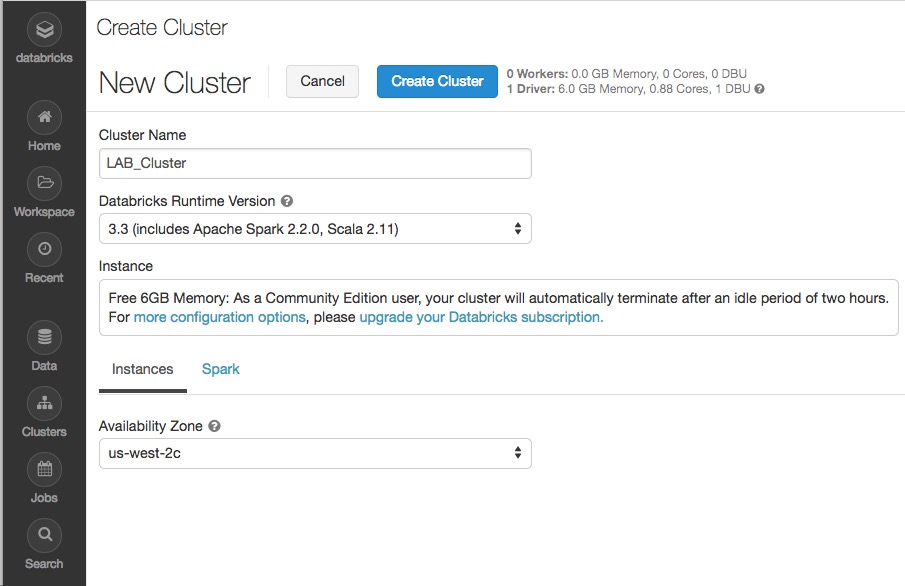 databricks
Home
Workspace
Recent
Data
Clusters
Jobs
Search
Create Cluster
New Cluster
Cancel
Create Cluster
0 Workers: 0.0 GB Memory, 0 Cores, 0 DBU
1 Driver: 6.0 GB Memory, 0.88 Cores, 1 DBU ?
Cluster Name
LAB_Cluster
Databricks Runtime Version ?
3.3 (includes Apache Spark 2.2.0, Scala 2.11)
Instance
Free 6GB Memory: As a Community Edition user, your cluster will automatically terminate after an idle period of two hours.
For more configuration options, please upgrade your Databricks subscription.
Instances Spark
Availability Zone ?
us-west-2c